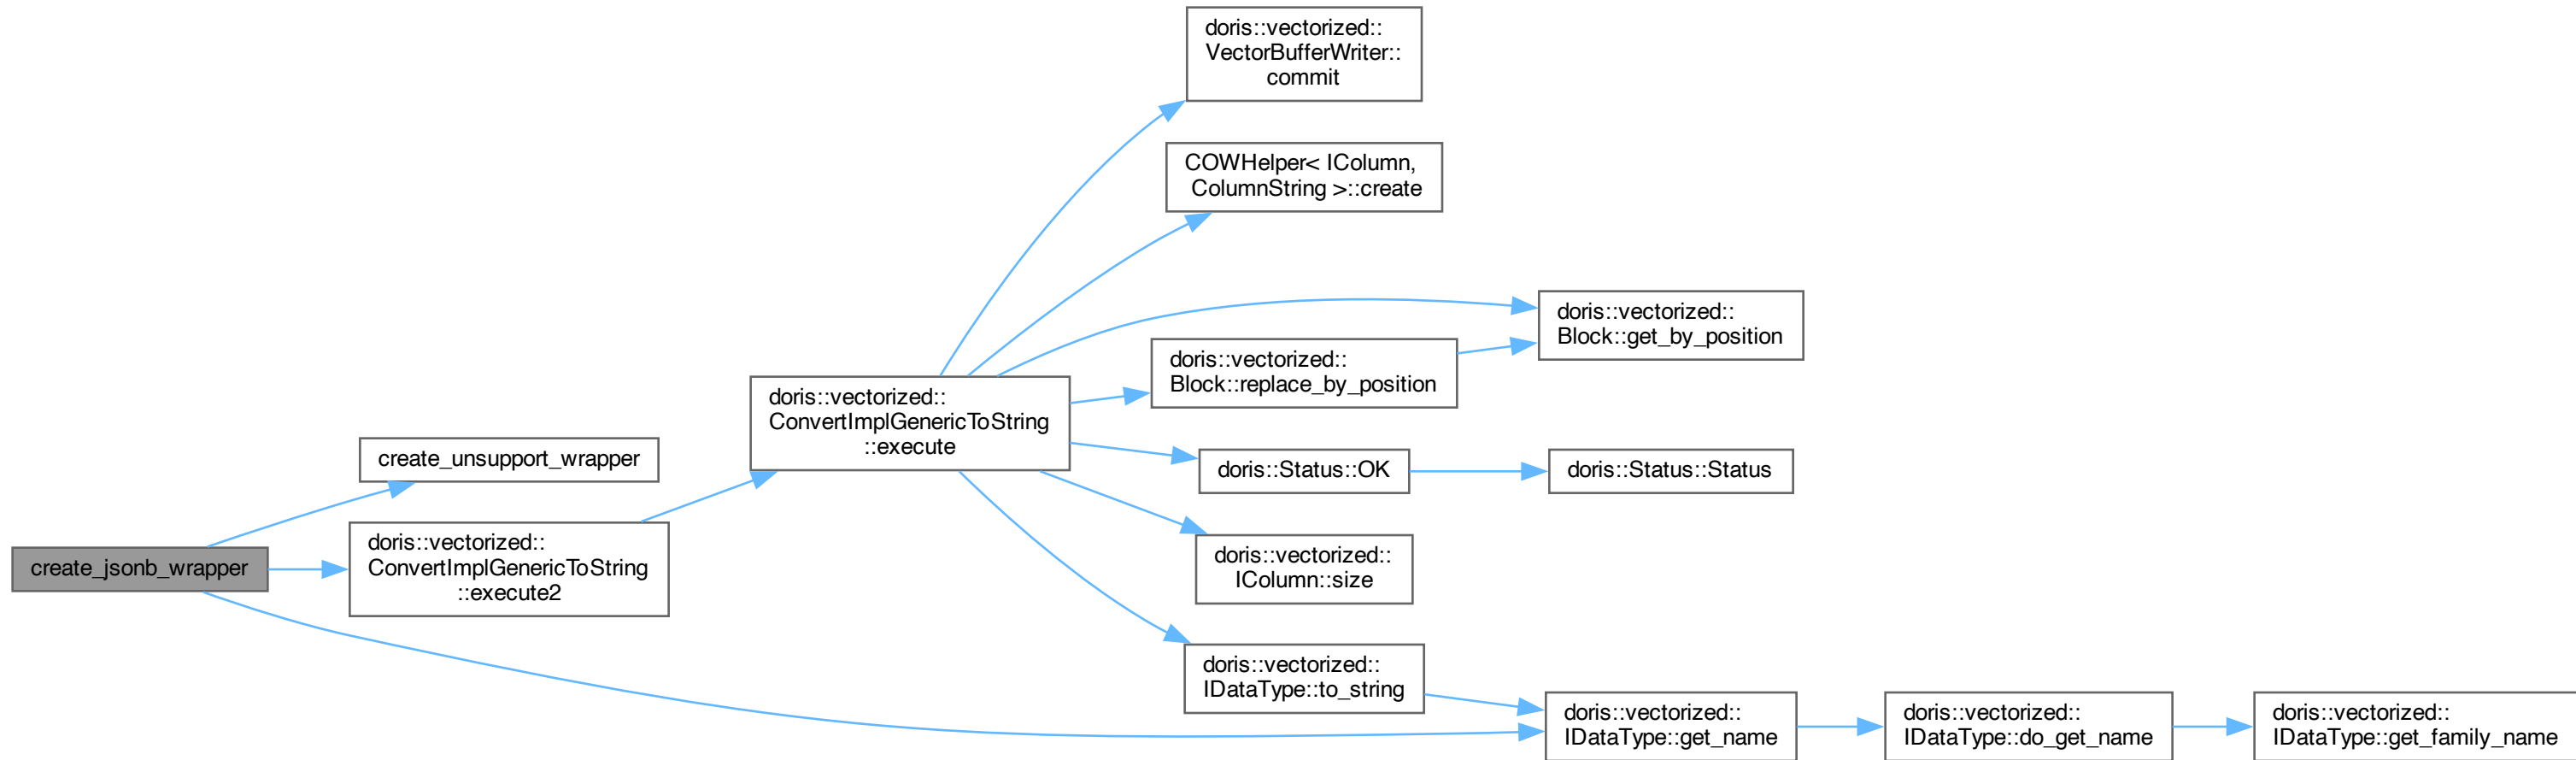 doris::vectorized::
VectorBufferWriter::
commit
COWHelper< IColumn,
ColumnString >::create
doris::vectorized::
Block::get_by_position
doris::vectorized::
Block::replace_by_position
doris::vectorized::
ConvertImplGenericToString
::execute
create_unsupport_wrapper
doris::Status::OK
doris::Status::Status
doris::vectorized::
ConvertImplGenericToString
::execute2
create_jsonb_wrapper
doris::vectorized::
IColumn::size
doris::vectorized::
IDataType::to_string
doris::vectorized::
IDataType::get_name
doris::vectorized::
IDataType::do_get_name
doris::vectorized::
IDataType::get_family_name